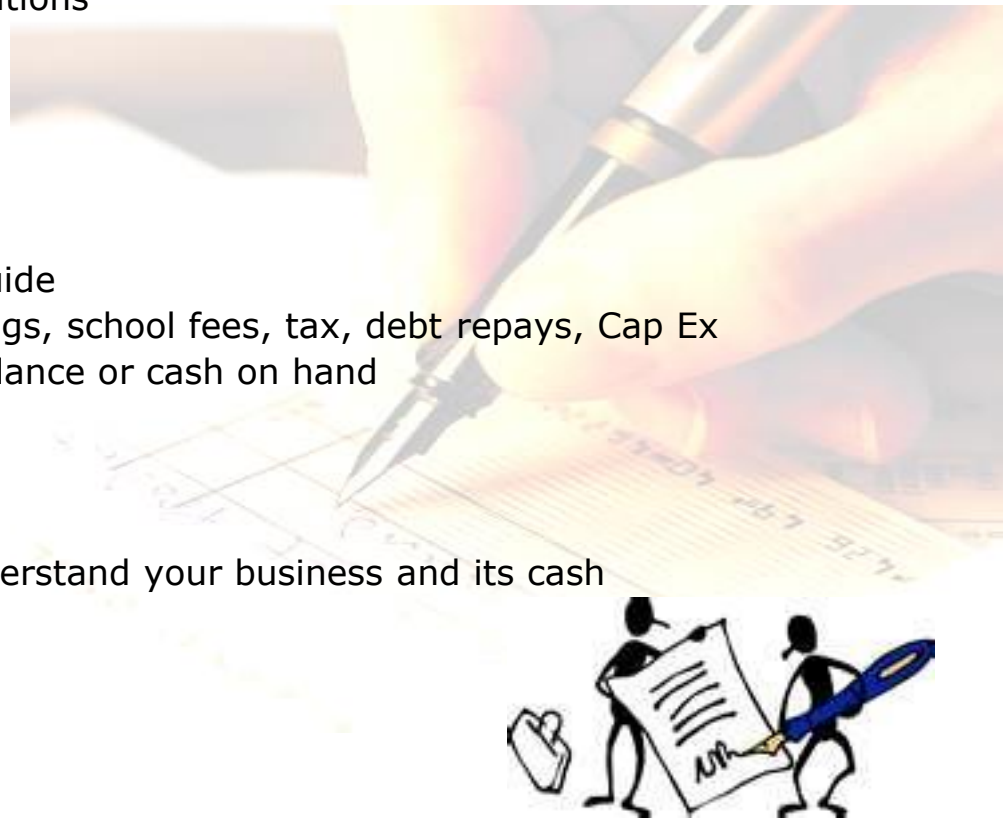 itions
uide
gs, school fees, tax, debt repays, Cap Ex
lance or cash on hand
erstand your business and its cash